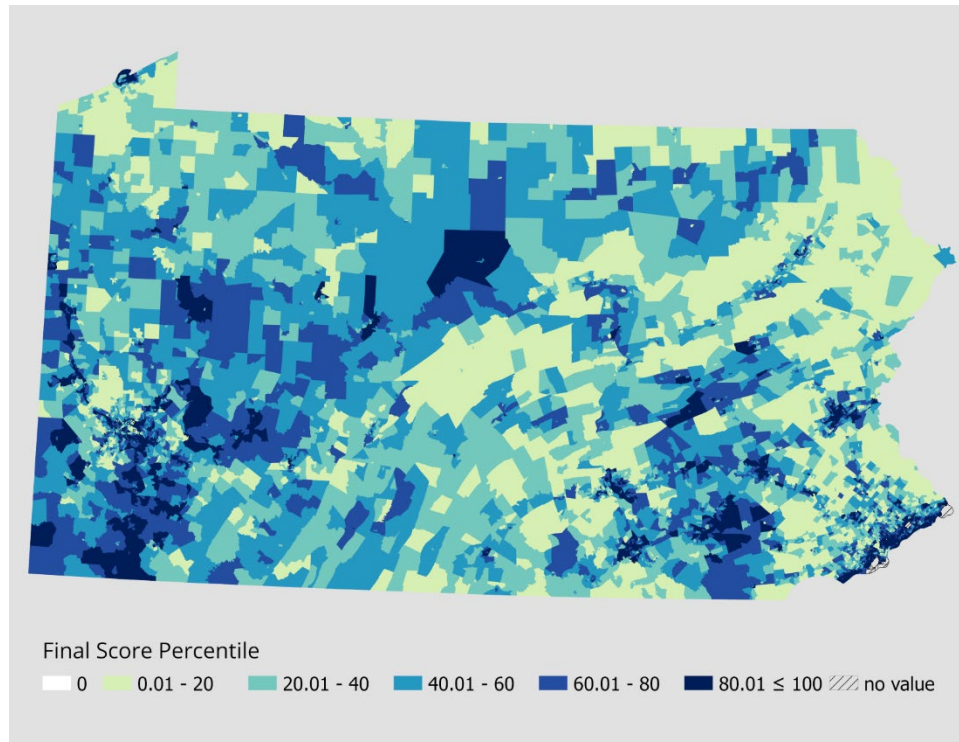 Final Score Percentile
0 0.01 - 20 20.01 - 40 40.01 - 60 60.01 - 80 80.01 ≤ 100 no value